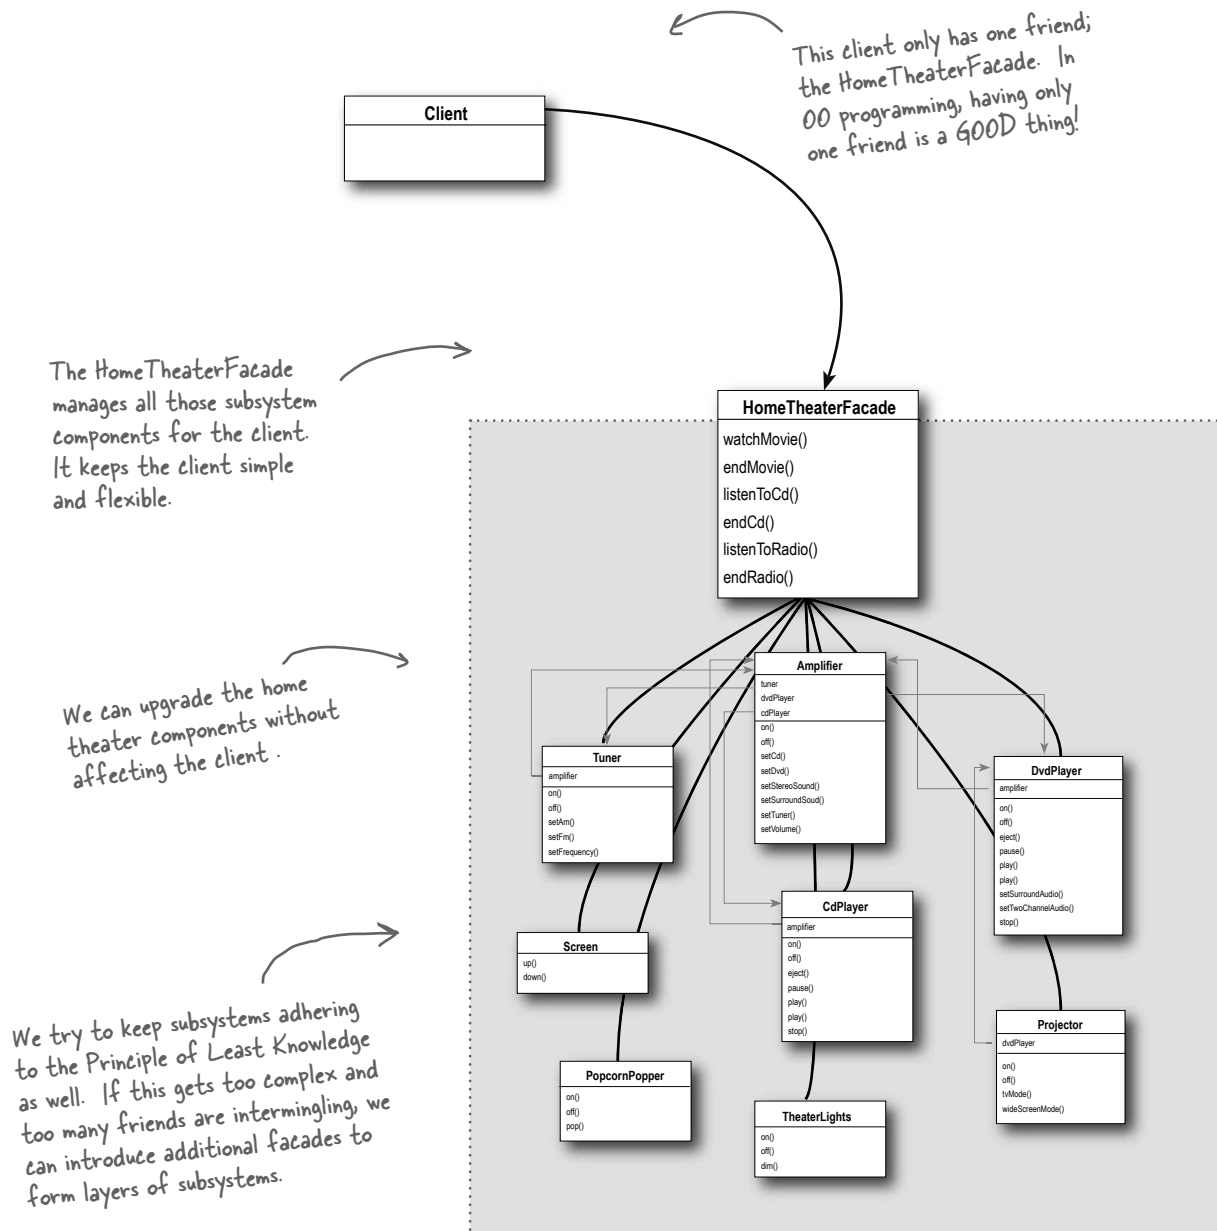 This client only has one friend;
the HomeTheaterFacade. In
OO programming, having only
one friend is a GOOD thing!
Client
The HomeTheaterFacade
manages all those subsystem
components for the client.
It keeps the client simple
and flexible.
HomeTheaterFacade
watchMovie()
endMovie()
listenToCd()
endCd()
listenToRadio()
endRadio()
We can upgrade the home
theater components without
affecting the client .
Amplifier
tuner
dvdPlayer
cdPlayer
on()
off()
setCd()
setDvd()
setStereoSound()
setSurroundSoud()
setTuner()
setVolume()
Tuner
amplifier
on()
off()
setAm()
setFm()
setFrequency()
DvdPlayer
amplifier
on()
off()
eject()
pause()
play()
play()
setSurroundAudio()
setTwoChannelAudio()
stop()
CdPlayer
amplifier
on()
off()
eject()
pause()
play()
play()
stop()
Screen
up()
down()
We try to keep subsystems adhering
to the Principle of Least Knowledge
as well. If this gets too complex and
too many friends are intermingling, we
can introduce additional facades to
form layers of subsystems.
PopcornPopper
on()
off()
pop()
TheaterLights
on()
off()
dim()
Projector
dvdPlayer
on()
off()
tvMode()
wideScreenMode()